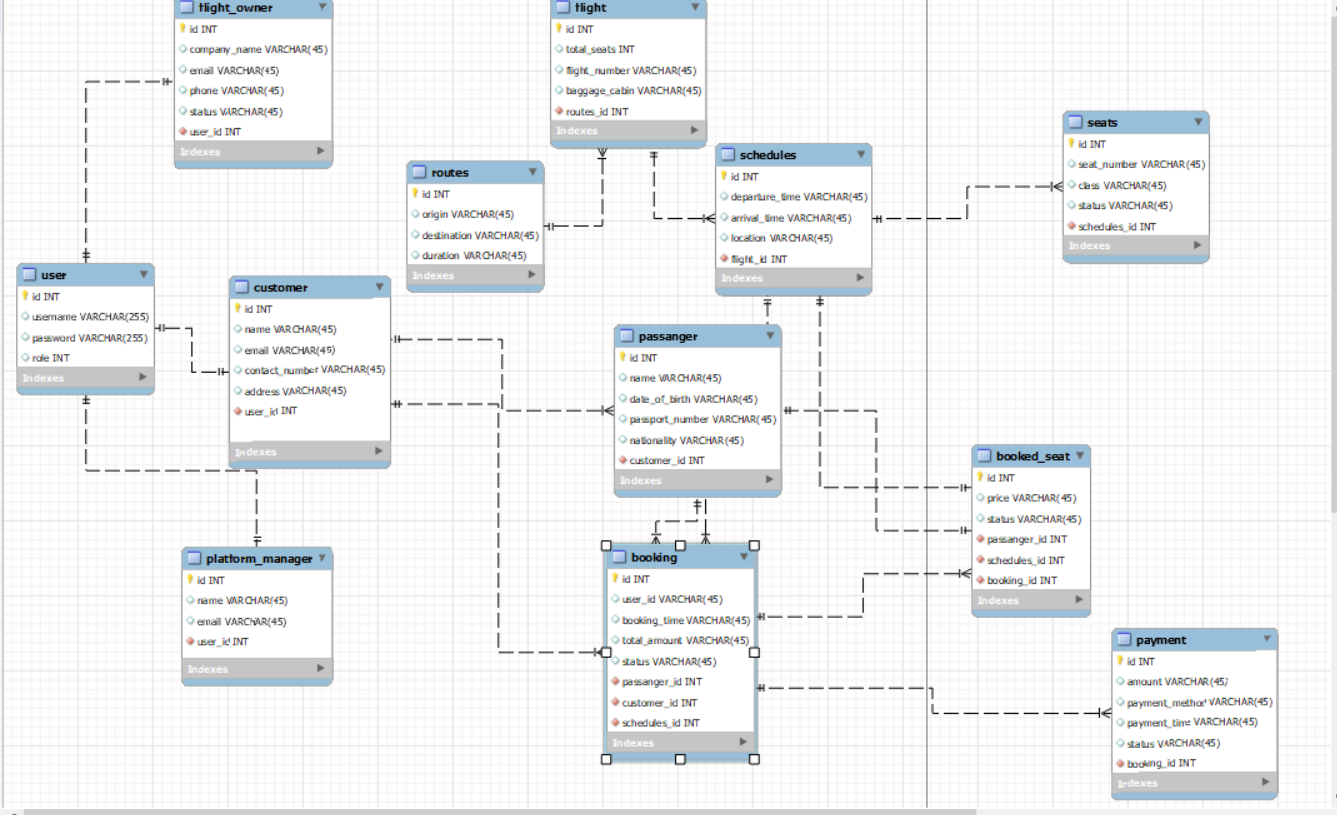 flight_owner
id INT
company_name VARCHAR(45)
email VARCHAR(45)
phone VARCHAR(45)
status VARCHAR(45)
user_id INT
Indexes
flight
id INT
total_seats INT
flight_number VARCHAR(45)
baggage_cabin VARCHAR(45)
routes_id INT
Indexes
seats
id INT
seat_number VARCHAR(45)
class VARCHAR(45)
status VARCHAR(45)
schedules_id INT
Indexes
schedules
id INT
departure_time VARCHAR(45)
arrival_time VARCHAR(45)
location VARCHAR(45)
flight_id INT
Indexes
routes
id INT
origin VARCHAR(45)
destination VARCHAR(45)
duration VARCHAR(45)
Indexes
user
id INT
username VARCHAR(255)
password VARCHAR(255)
role INT
Indexes
customer
id INT
name VARCHAR(45)
email VARCHAR(45)
contact_number VARCHAR(45)
address VARCHAR(45)
user_id INT
Indexes
passanger
id INT
name VARCHAR(45)
date_of_birth VARCHAR(45)
passport_number VARCHAR(45)
nationality VARCHAR(45)
customer_id INT
Indexes
booked_seat
id INT
price VARCHAR(45)
status VARCHAR(45)
passanger_id INT
schedules_id INT
booking_id INT
Indexes
platform_manager
id INT
name VARCHAR(45)
email VARCHAR(45)
user_id INT
Indexes
booking
id INT
user_id VARCHAR(45)
booking_time VARCHAR(45)
total_amount VARCHAR(45)
status VARCHAR(45)
passanger_id INT
customer_id INT
schedules_id INT
Indexes
payment
id INT
amount VARCHAR(45)
payment_method VARCHAR(45)
payment_time VARCHAR(45)
status VARCHAR(45)
booking_id INT
Indexes